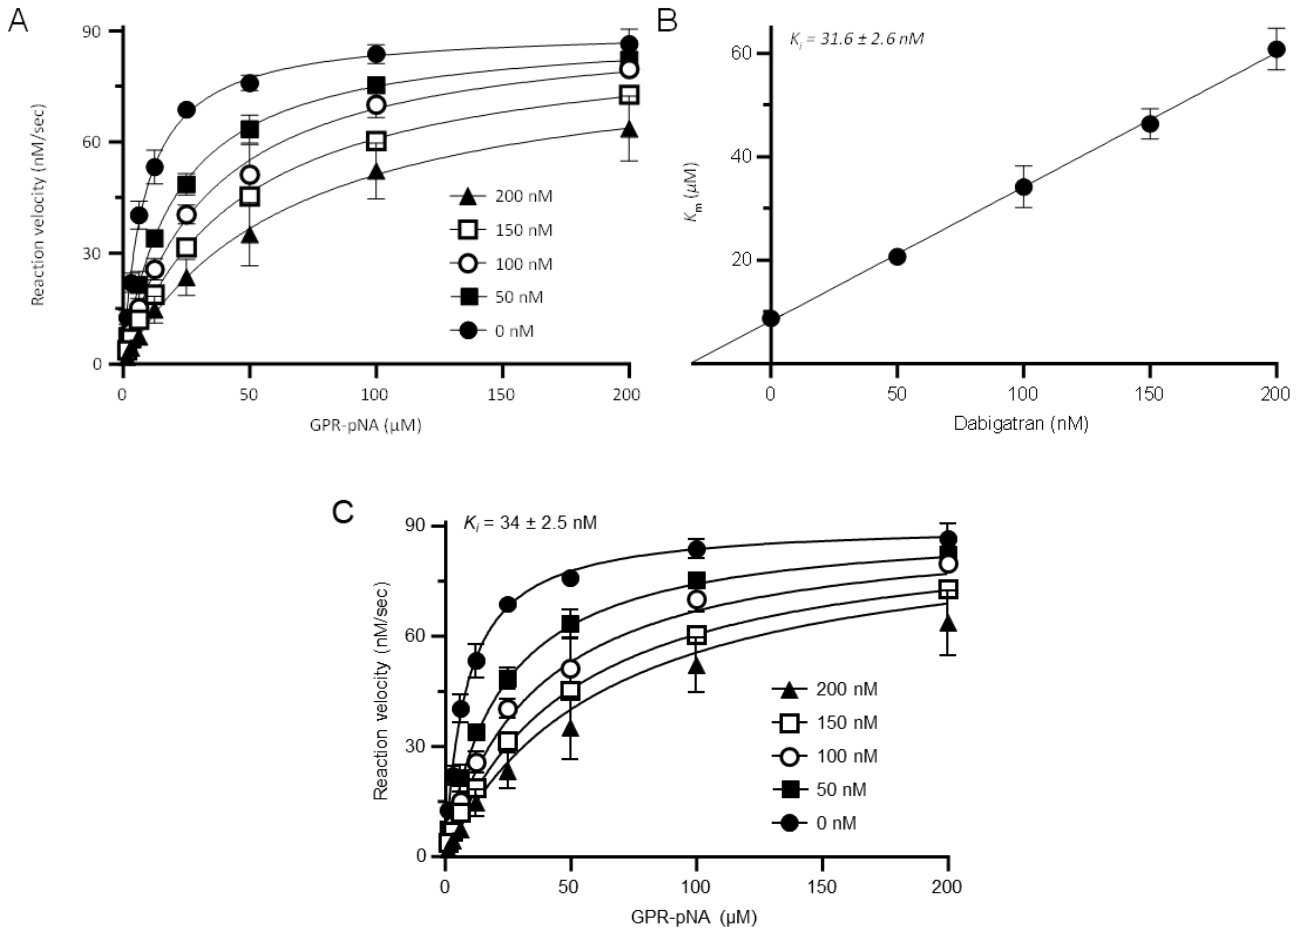 A
90
60
30
0
Reaction velocity (nM/sec)
200 nM
150 nM
100 nM
50 nM
0 nM
0 50 100 150 200
GPR-pNA (μM)
B
Ki = 31.6 ± 2.6 nM
60
40
20
Km (μM)
0 50 100 150 200
Dabigatran (nM)
C
Ki = 34 ± 2.5 nM
90
60
30
0
Reaction velocity (nM/sec)
200 nM
150 nM
100 nM
50 nM
0 nM
0 50 100 150 200
GPR-pNA (μM)